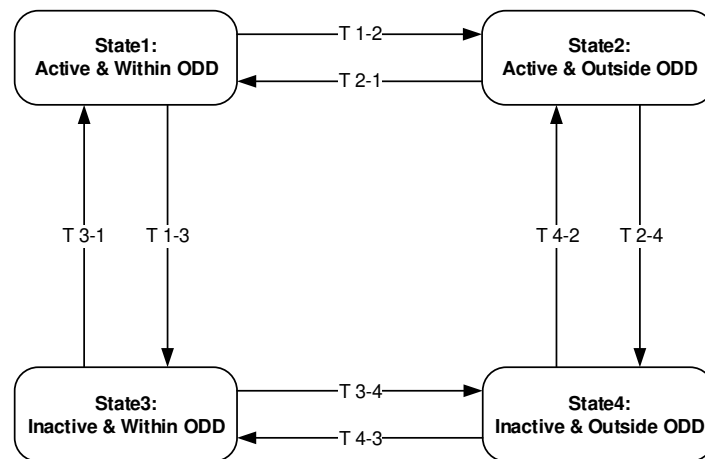 State1:
Active & Within ODD
T 1-2
T 2-1
State2:
Active & Outside ODD
T 3-1
T 1-3
T 4-2
T 2-4
State3:
Inactive & Within ODD
T 3-4
T 4-3
State4:
Inactive & Outside ODD